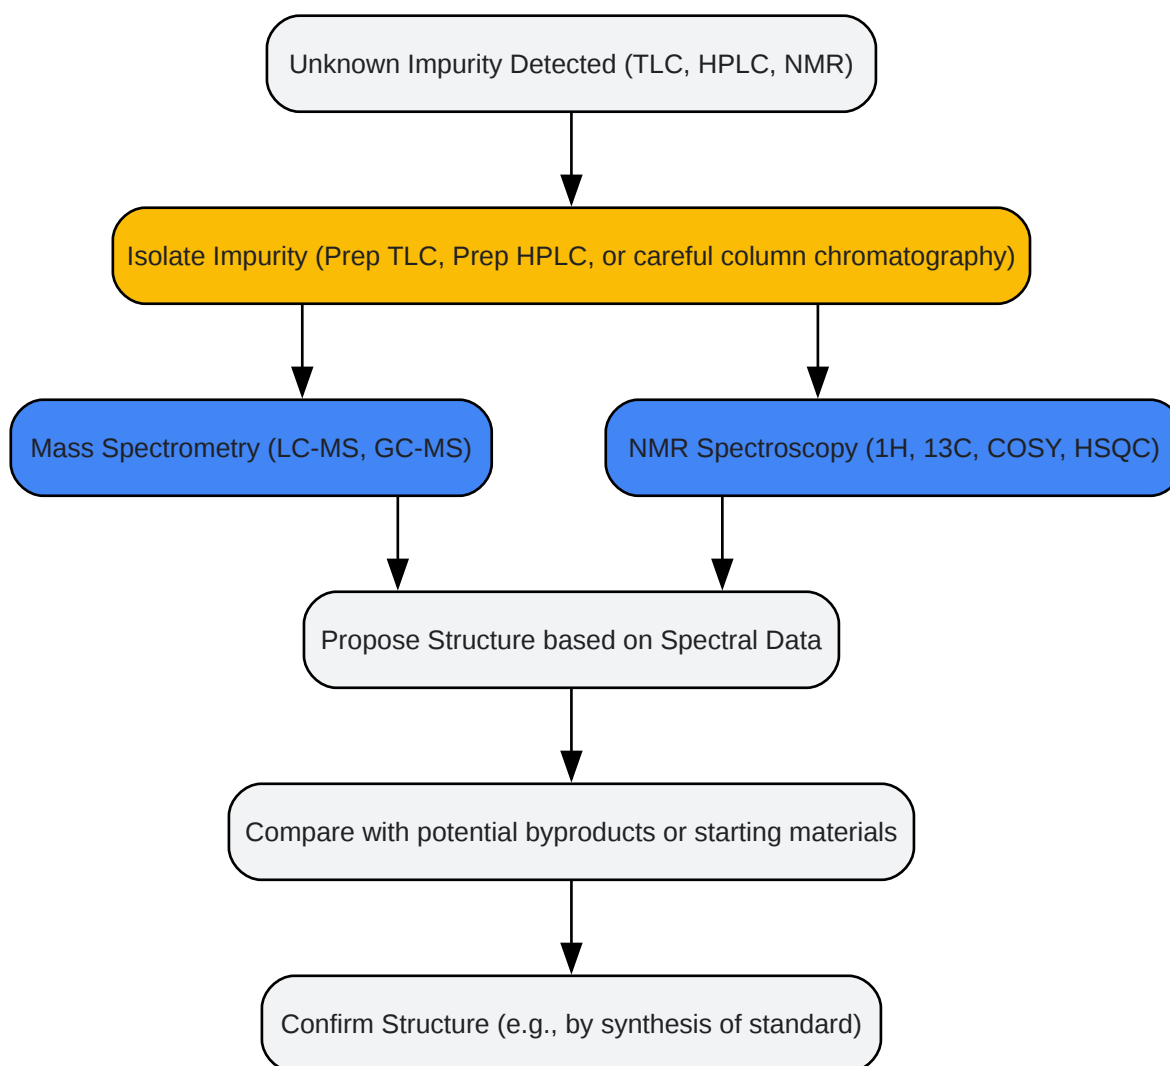 Unknown Impurity Detected (TLC, HPLC, NMR)
Isolate Impurity (Prep TLC, Prep HPLC, or careful column chromatography)
Mass Spectrometry (LC-MS, GC-MS)
NMR Spectroscopy (1H, 13C, COSY, HSQC)
Propose Structure based on Spectral Data
Compare with potential byproducts or starting materials
Confirm Structure (e.g., by synthesis of standard)